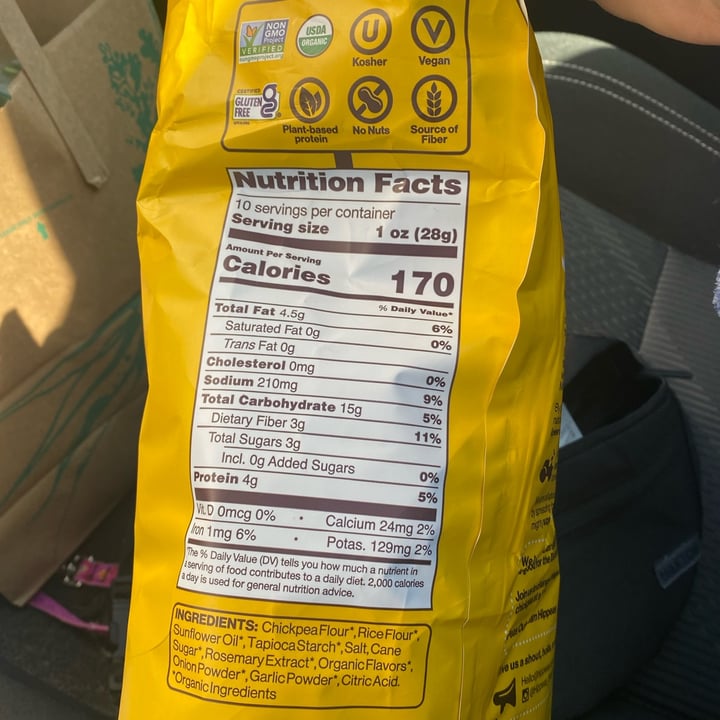 NON
GMO
Project
VERIFIED
nongmoproject.org
USDA
ORGANIC
U
Kosher
V
Vegan
CERTIFIED
GLUTEN
FREE
Plant-based
protein
No Nuts
Source of
Fiber
Nutrition Facts
10 servings per container
Serving size 1 oz (28g)
Amount Per Serving
Calories 170
% Daily Value*
Total Fat 4.5g 6%
Saturated Fat 0g 0%
Trans Fat 0g
Cholesterol 0mg 0%
Sodium 210mg 9%
Total Carbohydrate 15g 5%
Dietary Fiber 3g 11%
Total Sugars 3g
Incl. 0g Added Sugars 0%
Protein 4g 5%
Vit. D 0mcg 0% • Calcium 24mg 2%
Iron 1mg 6% • Potas. 129mg 2%
*The % Daily Value (DV) tells you how much a nutrient in
a serving of food contributes to a daily diet. 2,000 calories
a day is used for general nutrition advice.
INGREDIENTS: Chickpea Flour*, Rice Flour*,
Sunflower Oil*, Tapioca Starch*, Salt, Cane
Sugar*, Rosemary Extract*, Organic Flavors*,
Onion Powder*, Garlic Powder*, Citric Acid.
*Organic Ingredients